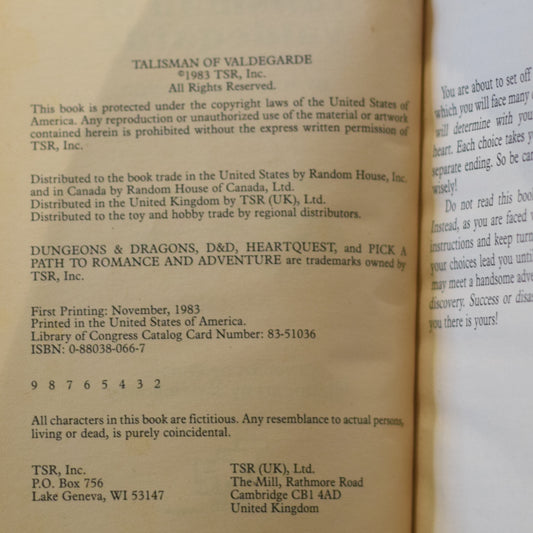 TALISMAN OF VALDEGARDE
©1983 TSR, Inc.
All Rights Reserved.
This book is protected under the copyright laws of the United States of
America. Any reproduction or unauthorized use of the material or artwork
contained herein is prohibited without the express written permission of
TSR, Inc.
Distributed to the book trade in the United States by Random House, Inc.
and in Canada by Random House of Canada, Ltd.
Distributed in the United Kingdom by TSR (UK), Ltd.
Distributed to the toy and hobby trade by regional distributors.
DUNGEONS & DRAGONS, D&D, HEARTQUEST, and PICK A
PATH TO ROMANCE AND ADVENTURE are trademarks owned by
TSR, Inc.
First Printing: November, 1983
Printed in the United States of America.
Library of Congress Catalog Card Number: 83-51036
ISBN: 0-88038-066-7
9 8 7 6 5 4 3 2
All characters in this book are fictitious. Any resemblance to actual persons,
living or dead, is purely coincidental.
TSR, Inc.
P.O. Box 756
Lake Geneva, WI 53147
TSR (UK), Ltd.
The Mill, Rathmore Road
Cambridge CB1 4AD
United Kingdom
You are about to set off
which you will face many
will determine with you
heart. Each choice takes
separate ending. So be
wisely!
Do not read this
Instead, as you are faced
instructions and keep
your choices lead you
may meet a handsome
discovery. Success or
you there is yours!